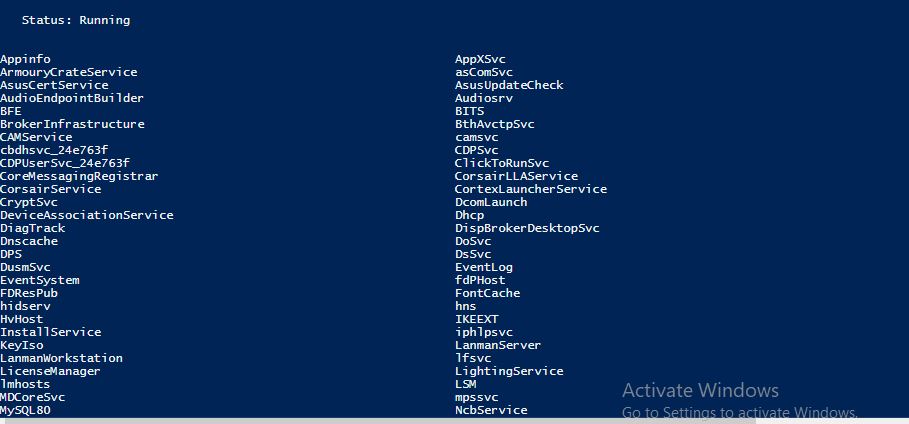 Status: Running
Appinfo AppXSvc
ArmouryCrateService asComSvc
AsusCertService AsusUpdateCheck
AudioEndpointBuilder Audiosrv
BFE BITS
BrokerInfrastructure BthAvctpSvc
CAMService camsvc
cbdhsvc_24e763f CDPSvc
CDPUserSvc_24e763f ClickToRunSvc
CoreMessagingRegistrar CorsairLLAService
CorsairService CortexLauncherService
CryptSvc DcomLaunch
DeviceAssociationService Dhcp
DiagTrack DispBrokerDesktopSvc
Dnscache DoSvc
DPS DsSvc
DusmSvc EventLog
EventSystem fdPHost
FDResPub FontCache
hidserv hns
HvHost IKEEXT
InstallService iphlpsvc
KeyIso LanmanServer
LanmanWorkstation lfsvc
LicenseManager LightingService
lmhosts LSM
MDCoreSvc mpssvc
MySQL80 NcbService
Activate Windows
Go to Settings to activate Windows.